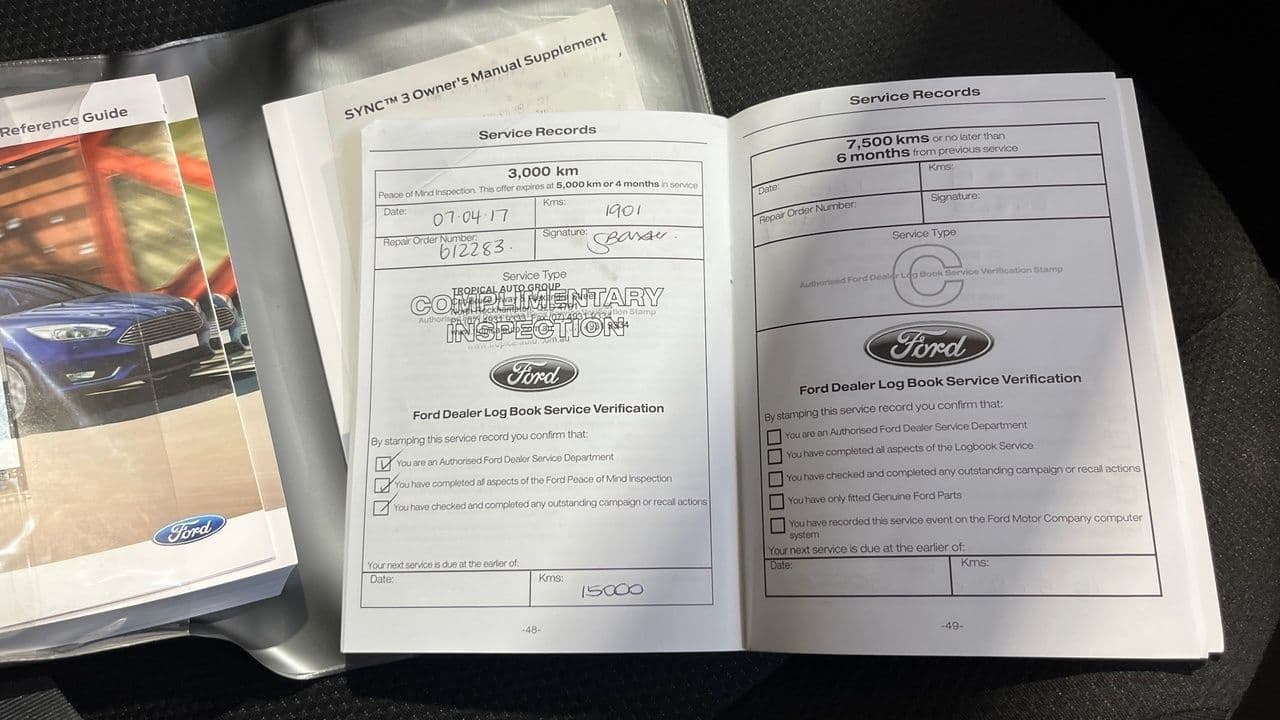 Reference Guide
Ford
SYNC™ 3 Owner's Manual Supplement
Service Records
3,000 km
Peace of Mind Inspection. This offer expires at 5,000 km or 4 months in service
Date: 07·04·17
Kms: 1901
Repair Order Number: 612283.
Signature:
Service Type
TROPICAL AUTO GROUP
COMPLIMENTARY
INSPECTION
Ford
Ford Dealer Log Book Service Verification
By stamping this service record you confirm that:
You are an Authorised Ford Dealer Service Department
You have completed all aspects of the Ford Peace of Mind Inspection
You have checked and completed any outstanding campaign or recall actions
Your next service is due at the earlier of:
Date:
Kms: 15000
-48-
Service Records
7,500 kms or no later than
6 months from previous service
Date:
Kms:
Repair Order Number:
Signature:
Service Type
C
Authorised Ford Dealer Log Book Service Verification Stamp
Ford
Ford Dealer Log Book Service Verification
By stamping this service record you confirm that:
You are an Authorised Ford Dealer Service Department
You have completed all aspects of the Logbook Service
You have checked and completed any outstanding campaign or recall actions
You have only fitted Genuine Ford Parts
You have recorded this service event on the Ford Motor Company computer
system
Your next service is due at the earlier of:
Date:
Kms:
-49-